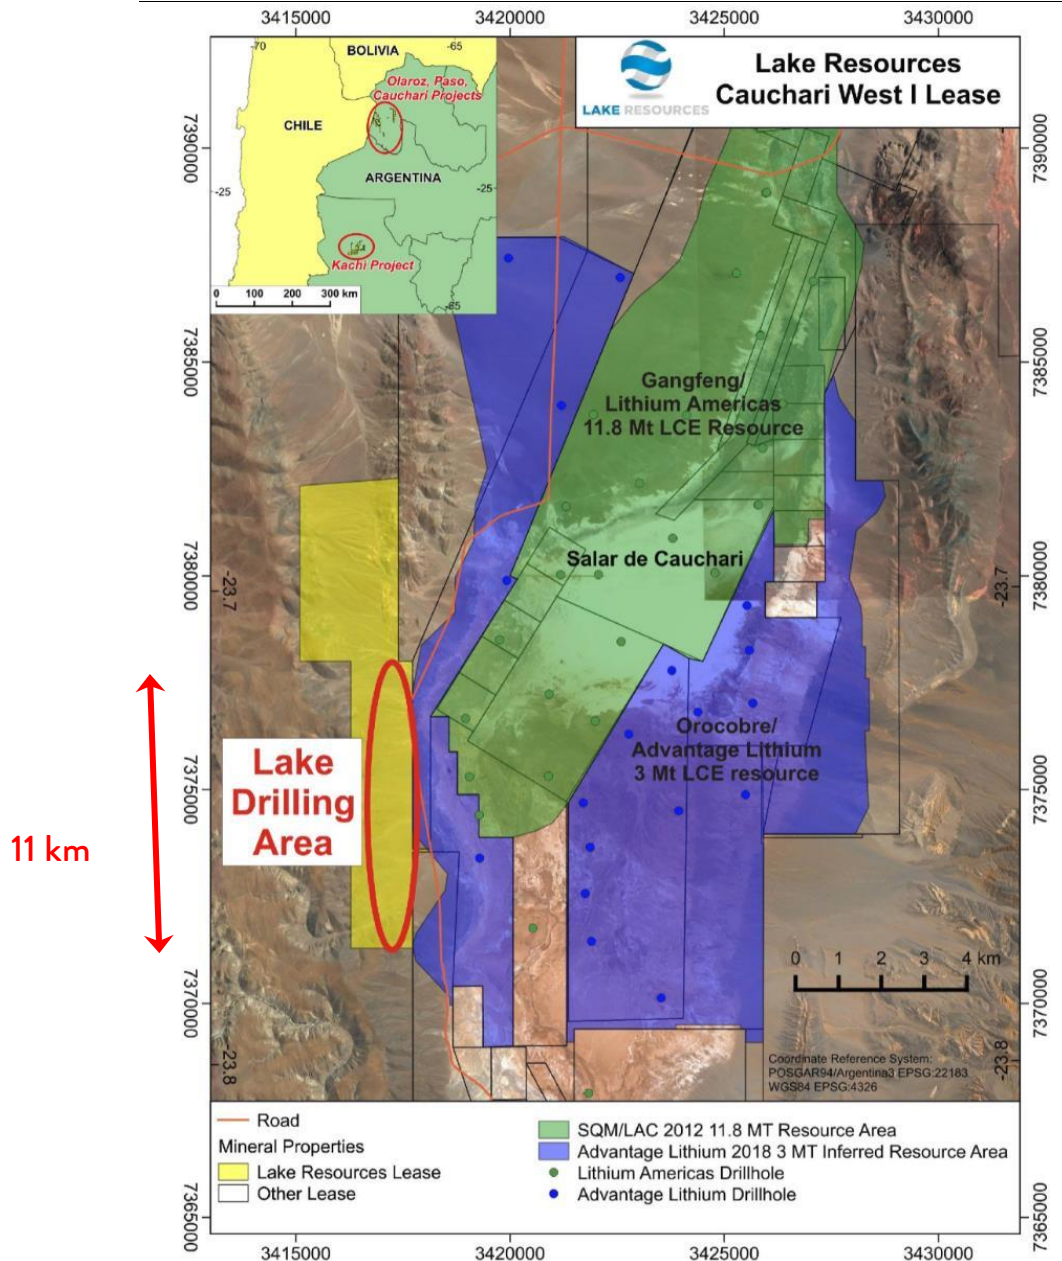 3415000 3420000 3425000 3430000
-70 BOLIVIA -65
Olaroz, Paso,
Cauchari Projects
CHILE
ARGENTINA
-25 -25
Kachi Project
-65
0 100 200 300 km
LAKE RESOURCES
Lake Resources
Cauchari West I Lease
7390000 7390000
7385000 7385000
Gangfeng/
Lithium Americas
11.8 Mt LCE Resource
Salar de Cauchari
7380000 7380000
-23.7 -23.7
Orocobre/
Advantage Lithium
3 Mt LCE resource
Lake
Drilling
Area
7375000 7375000
11 km
0 1 2 3 4 km
7370000 7370000
-23.8 -23.8
Coordinate Reference System:
POSGAR94/Argentina3 EPSG:22183
WGS84 EPSG:4326
Road
Mineral Properties
Lake Resources Lease
Other Lease
SQM/LAC 2012 11.8 MT Resource Area
Advantage Lithium 2018 3 MT Inferred Resource Area
Lithium Americas Drillhole
Advantage Lithium Drillhole
7365000 7365000
3415000 3420000 3425000 3430000